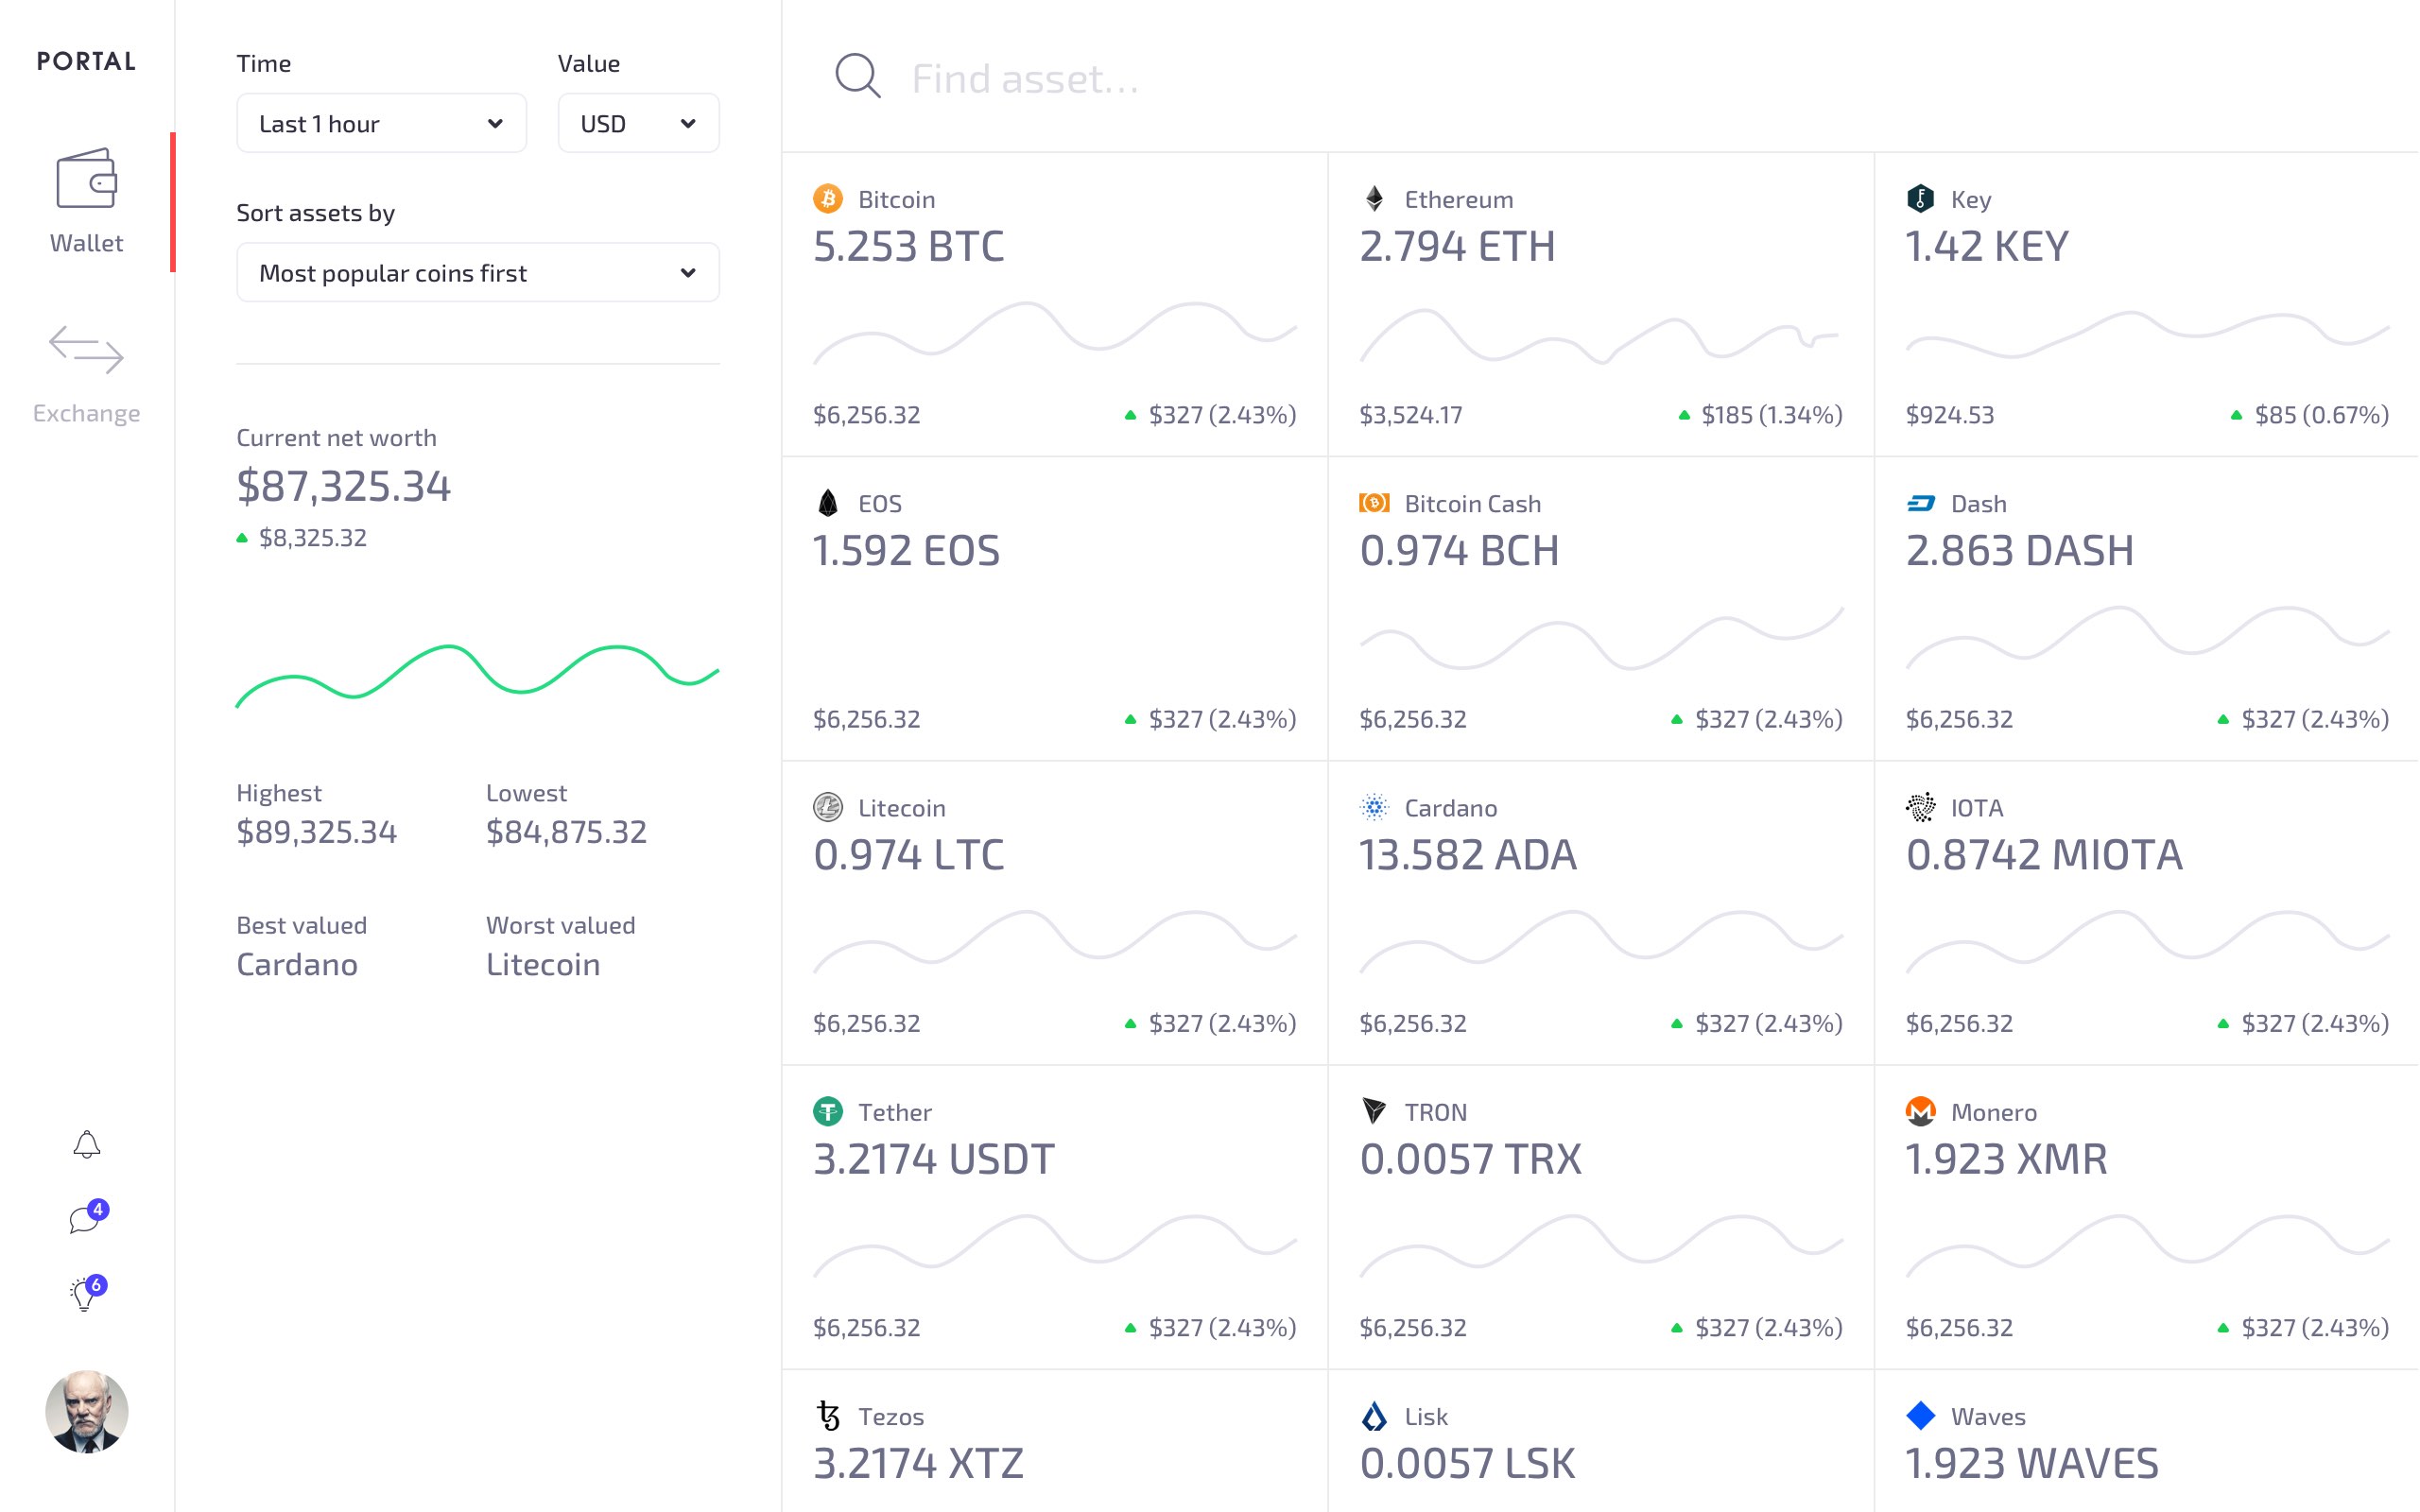 PORTAL
Wallet
Exchange
4
6
Time
Value
Last 1 hour
USD
Sort assets by
Most popular coins first
Current net worth
$87,325.34
$8,325.32
Highest
Lowest
$89,325.34
$84,875.32
Best valued
Worst valued
Cardano
Litecoin
Find asset...
Bitcoin
5.253 BTC
$6,256.32
$327 (2.43%)
Ethereum
2.794 ETH
$3,524.17
$185 (1.34%)
Key
1.42 KEY
$924.53
$85 (0.67%)
EOS
1.592 EOS
$6,256.32
$327 (2.43%)
Bitcoin Cash
0.974 BCH
$6,256.32
$327 (2.43%)
Dash
2.863 DASH
$6,256.32
$327 (2.43%)
Litecoin
0.974 LTC
$6,256.32
$327 (2.43%)
Cardano
13.582 ADA
$6,256.32
$327 (2.43%)
IOTA
0.8742 MIOTA
$6,256.32
$327 (2.43%)
Tether
3.2174 USDT
$6,256.32
$327 (2.43%)
TRON
0.0057 TRX
$6,256.32
$327 (2.43%)
Monero
1.923 XMR
$6,256.32
$327 (2.43%)
Tezos
3.2174 XTZ
Lisk
0.0057 LSK
Waves
1.923 WAVES